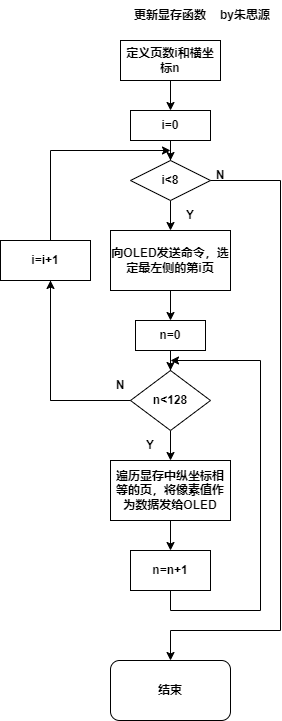 更新显存函数 by朱思源
定义页数i和横坐
标n
i=0
i<8
N
Y
i=i+1
向OLED发送命令，选
定最左侧的第i页
n=0
N
n<128
Y
遍历显存中纵坐标相
等的页，将像素值作
为数据发给OLED
n=n+1
结束